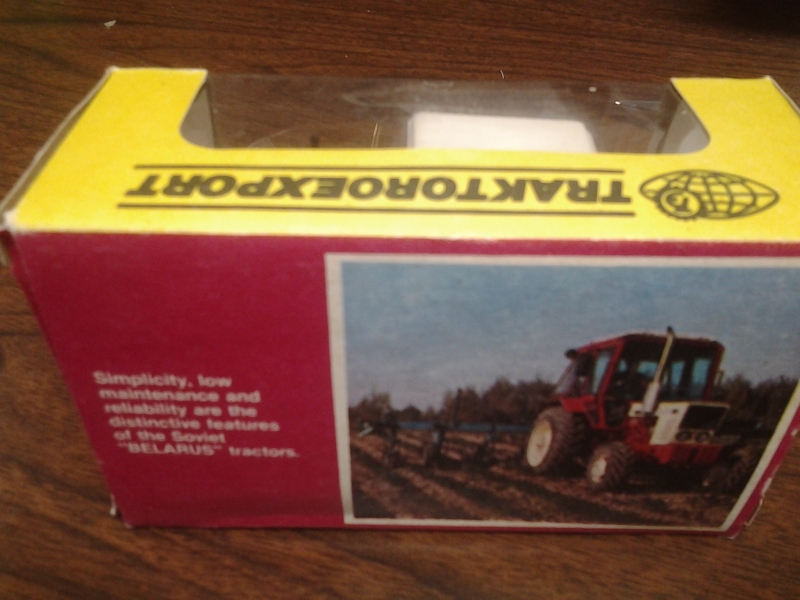 TRAKTOROEXPORT
Simplicity, low
maintenance and
reliability are the
distinctive features
of the Soviet
"BELARUS" tractors.